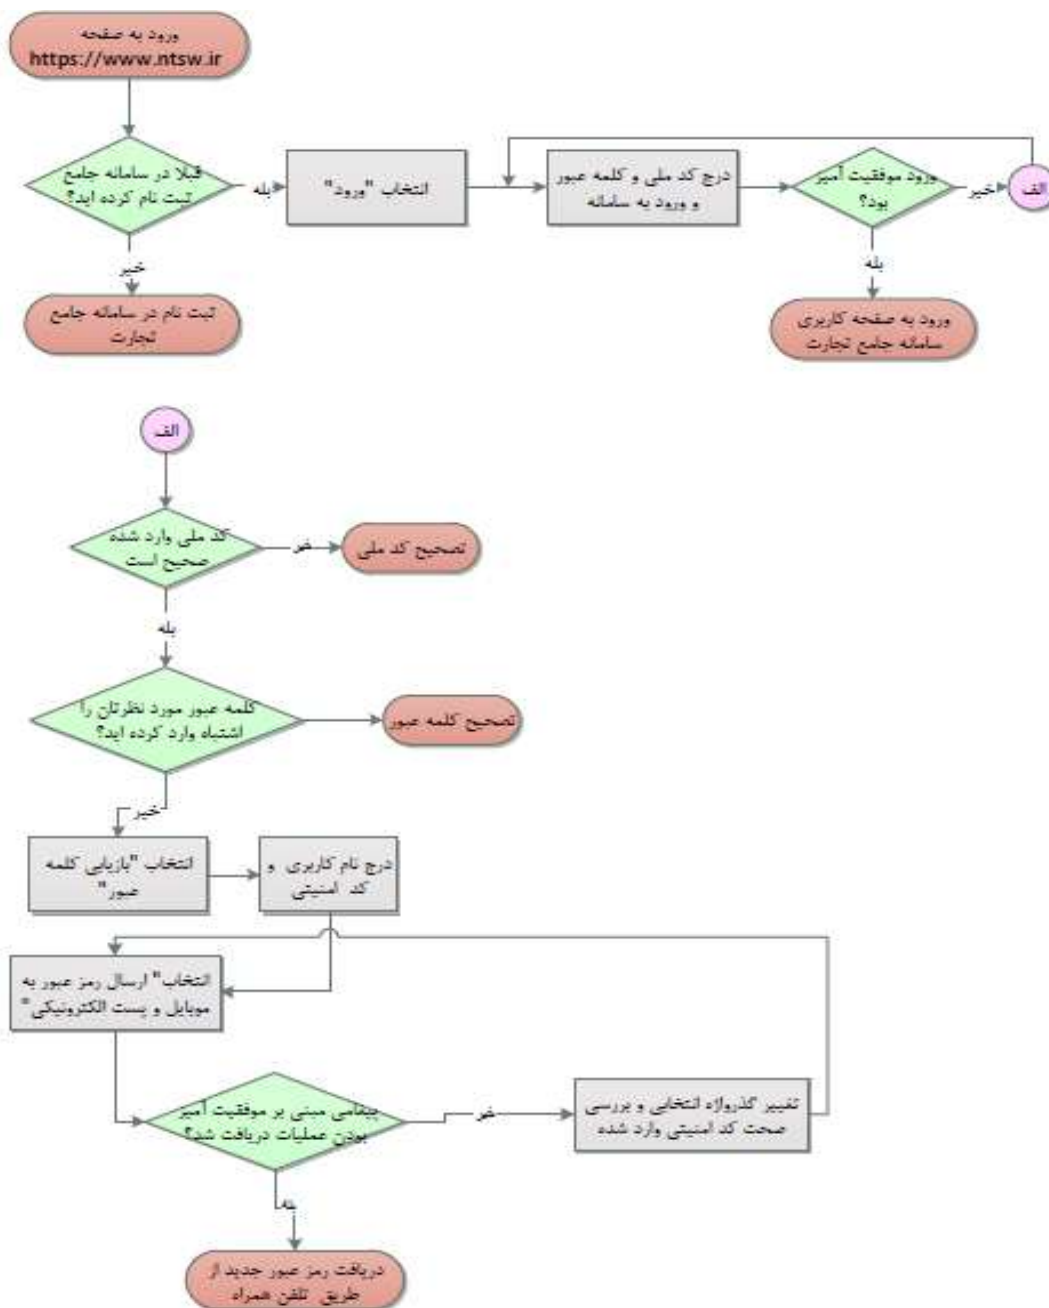 ورود به صفحه
https://www.ntsw.ir
قبلا در سامانه جامع
ثبت نام کرده اید؟
بله
انتخاب "ورود"
درج کد ملی و کلمه عبور
و ورود به سامانه
ورود موفقیت آمیز
بود؟
خیر
الف
خیر
بله
ثبت نام در سامانه جامع
تجارت
ورود به صفحه کاربری
سامانه جامع تجارت
الف
کد ملی وارد شده
صحیح است
خیر
تصحیح کد ملی
بله
کلمه عبور مورد نظرتان را
اشتباه وارد کرده اید؟
تصحیح کلمه عبور
خیر
انتخاب "بازیابی کلمه
عبور"
درج نام کاربری و
کد امنیتی
انتخاب" ارسال رمز عبور به
موبایل و پست الکترونیکی"
پیغامی مبنی بر موفقیت آمیز
بودن عملیات دریافت شد؟
خیر
تغییر گذرواژه انتخابی و بررسی
صحت کد امنیتی وارد شده
بله
دریافت رمز عبور جدید از
طریق تلفن همراه